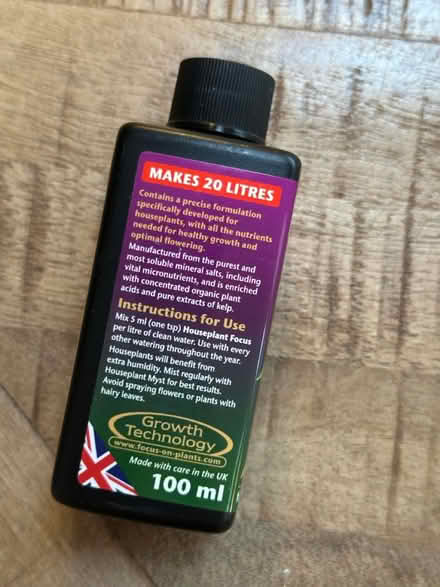 MAKES 20 LITRES
Contains a precise formulation
specifically developed for
houseplants, with all the nutrients
needed for healthy growth and
optimal flowering.
Manufactured from the purest and
most soluble mineral salts, including
vital micronutrients, and is enriched
with concentrated organic plant
acids and pure extracts of kelp.
Instructions for Use
Mix 5 ml (one tsp) Houseplant Focus
per litre of clean water. Use with every
other watering throughout the year.
Houseplants will benefit from
extra humidity. Mist regularly with
Houseplant Myst for best results.
Avoid spraying flowers or plants with
hairy leaves.
Growth
Technology
www.focus-on-plants.com
Made with care in the UK
100 ml